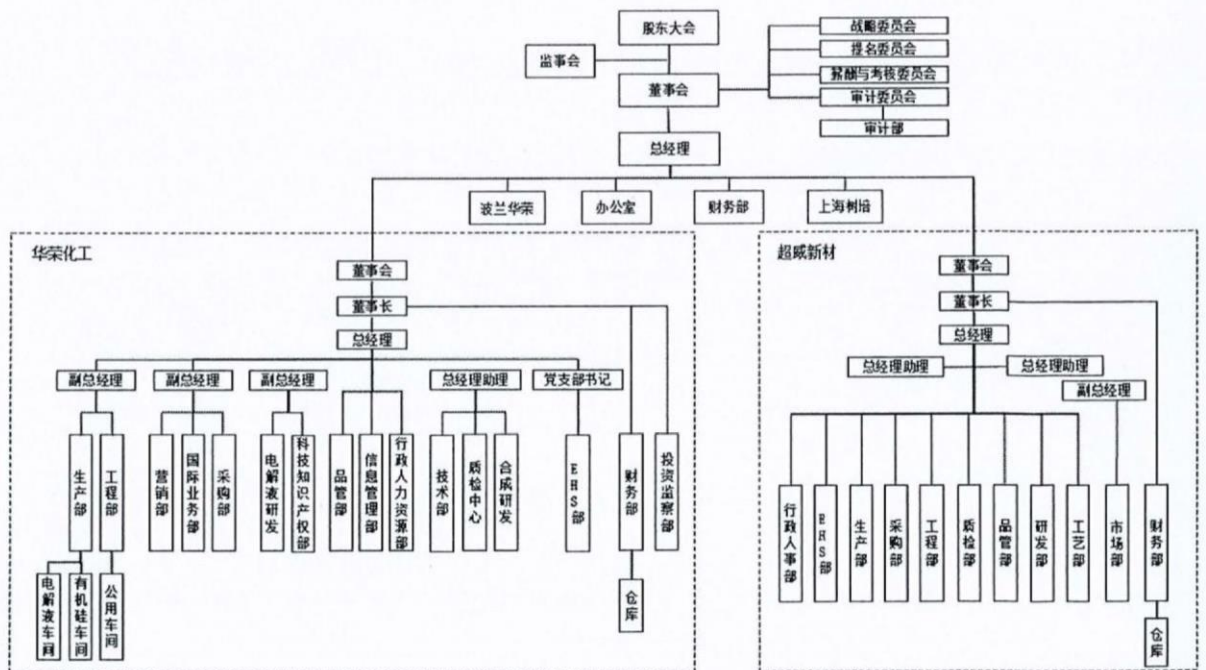 股东大会
监事会
董事会
总经理
战略委员会
提名委员会
薪酬与考核委员会
审计委员会
审计部
波兰华荣
办公室
财务部
上海树培
华荣化工
董事会
董事长
总经理
副总经理
副总经理
副总经理
总经理助理
党支部书记
生产部
工程部
营销部
国际业务部
采购部
电解液研发
科技知识产权部
品管部
信息管理部
行政人力资源部
技术部
质检中心
合成研发
EHS部
财务部
投资监察部
电解液车间
有机硅车间
公用车间
仓库
超威新材
董事会
董事长
总经理
总经理助理
总经理助理
副总经理
行政人事部
EHS部
生产部
采购部
工程部
质检部
品管部
研发部
工艺部
市场部
财务部
仓库